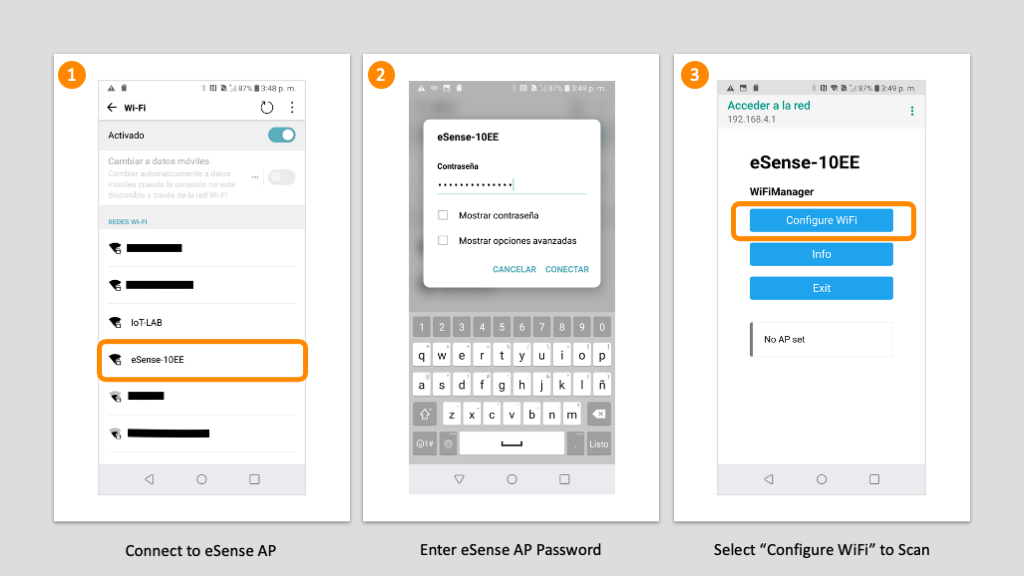 1
3:48 p. m.
87%
Wi-Fi
Activado
Cambiar a datos móviles
Cambiar automáticamente a datos
móviles cuando la conexión no esté
disponible a través de la red Wi-Fi
REDES WI-FI
IoT-LAB
eSense-10EE
Connect to eSense AP
2
87% 3:49 p. m.
eSense-10EE
Contraseña
••••••••••••••
Mostrar contraseña
Mostrar opciones avanzadas
CANCELAR CONECTAR
1 2 3 4 5 6 7 8 9 0
q w e r t y u i o p
a s d f g h j k l ñ
z x c v b n m
1# . Listo
Enter eSense AP Password
3
87% 3:49 p. m.
Acceder a la red
192.168.4.1
eSense-10EE
WiFiManager
Configure WiFi
Info
Exit
No AP set
Select “Configure WiFi” to Scan